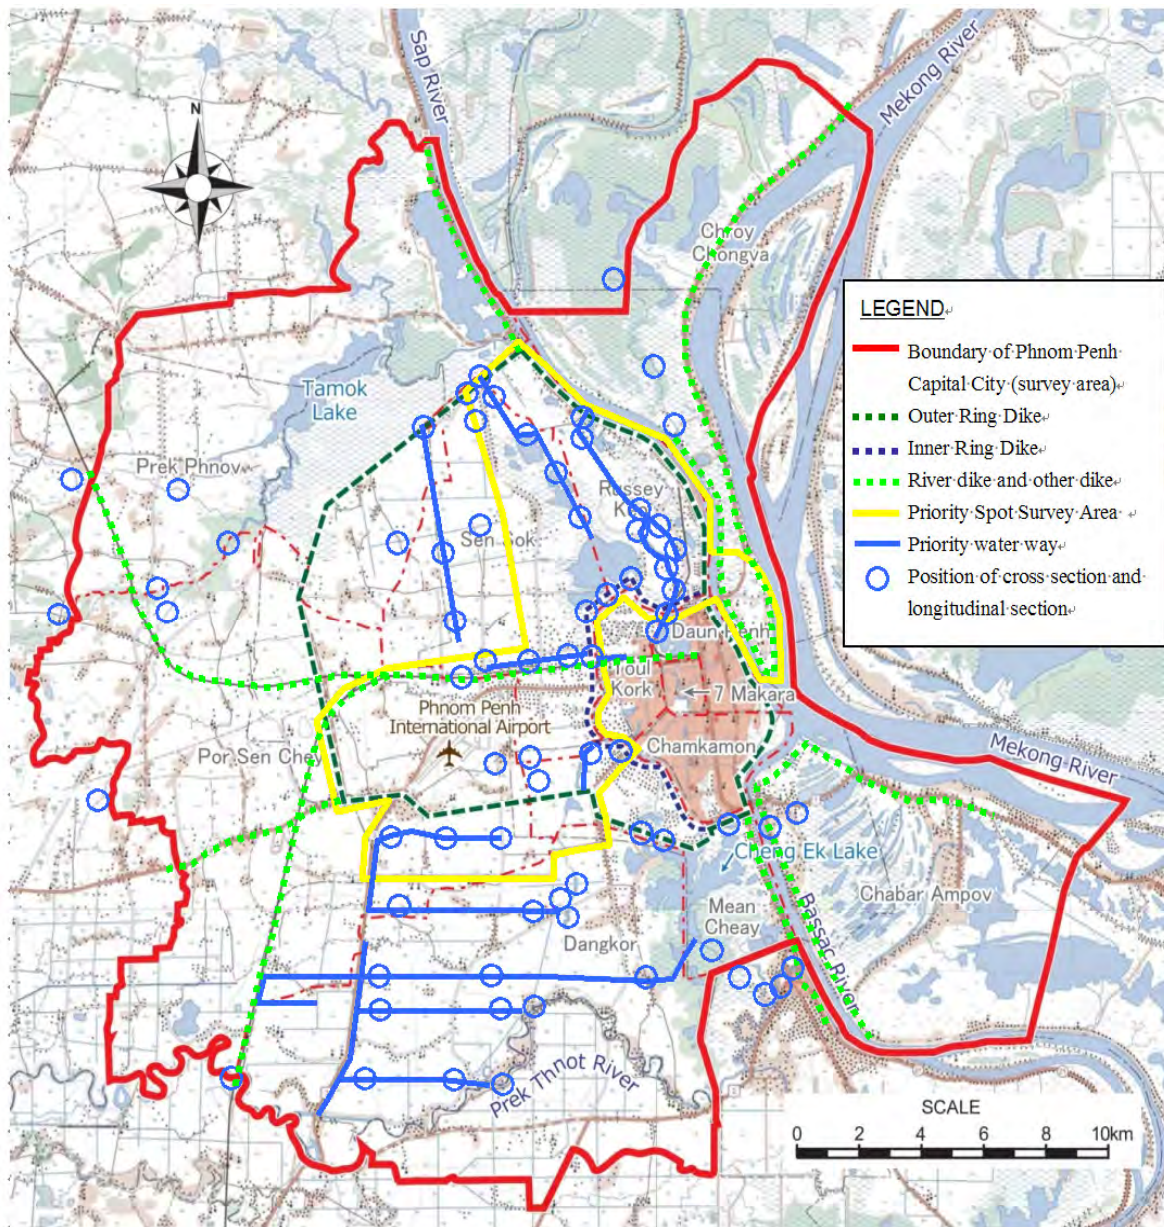 N
Sap River
Mekong River
Chroy
Chongva
LEGEND
Boundary of Phnom Penh
Capital City (survey area)
Outer Ring Dike
Inner Ring Dike
River dike and other dike
Priority Spot Survey Area
Priority water way
Position of cross section and
longitudinal section
Tamok
Lake
Prek Phnov
Russey
Sen Sok
Daun Penh
Toul
Kork
7 Makara
Phnom Penh
International Airport
Chamkamon
Por Sen Chey
Mekong River
Cheng Ek Lake
Chabar Ampov
Mean
Cheay
Bassac River
Dangkor
Prek Thnot River
SCALE
0 2 4 6 8 10km